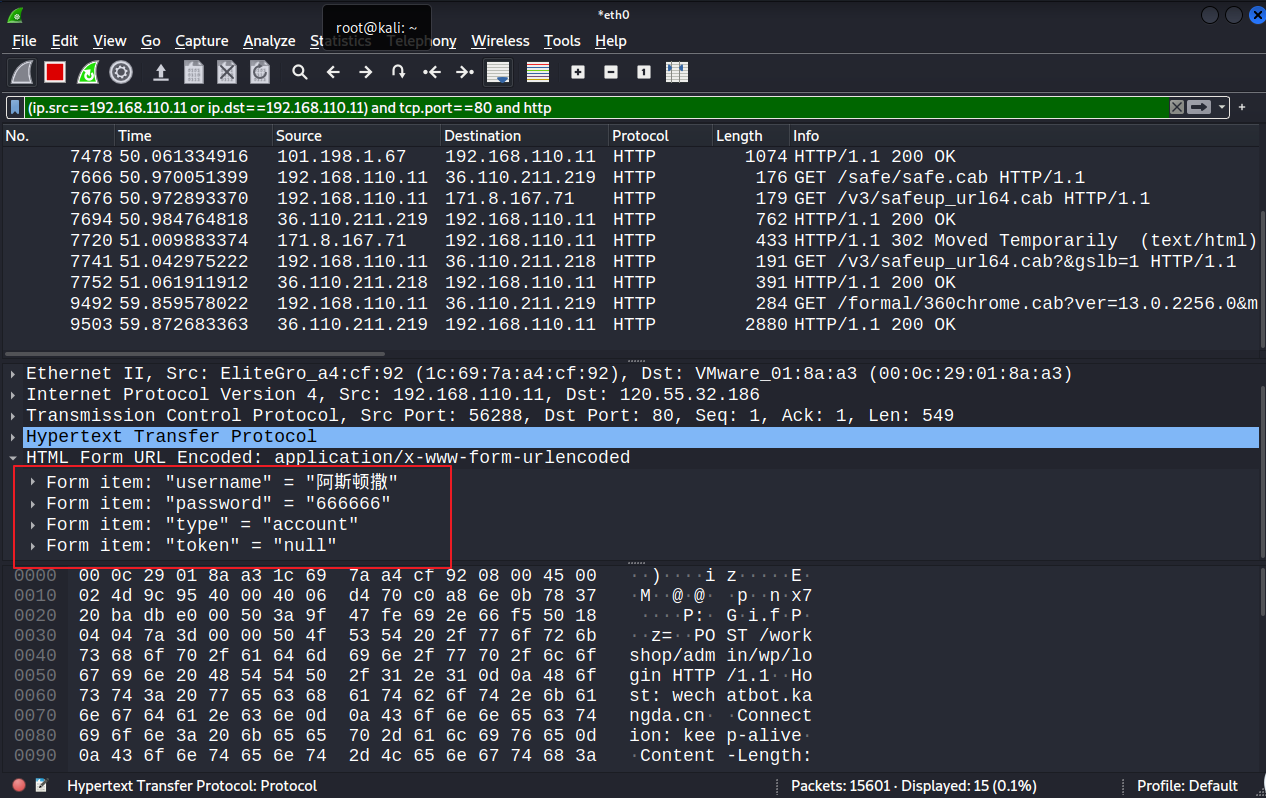 *eth0
root@kali: ~
File Edit View Go Capture Analyze Statistics Telephony Wireless Tools Help
(ip.src==192.168.110.11 or ip.dst==192.168.110.11) and tcp.port==80 and http
No. Time Source Destination Protocol Length Info
7478 50.061334916 101.198.1.67 192.168.110.11 HTTP 1074 HTTP/1.1 200 OK
7666 50.970051399 192.168.110.11 36.110.211.219 HTTP 176 GET /safe/safe.cab HTTP/1.1
7676 50.972893370 192.168.110.11 171.8.167.71 HTTP 179 GET /v3/safeup_url64.cab HTTP/1.1
7694 50.984764818 36.110.211.219 192.168.110.11 HTTP 762 HTTP/1.1 200 OK
7720 51.009883374 171.8.167.71 192.168.110.11 HTTP 433 HTTP/1.1 302 Moved Temporarily (text/html)
7741 51.042975222 192.168.110.11 36.110.211.218 HTTP 191 GET /v3/safeup_url64.cab?&gslb=1 HTTP/1.1
7752 51.061911912 36.110.211.218 192.168.110.11 HTTP 391 HTTP/1.1 200 OK
9492 59.859578022 192.168.110.11 36.110.211.219 HTTP 284 GET /formal/360chrome.cab?ver=13.0.2256.0&m
9503 59.872683363 36.110.211.219 192.168.110.11 HTTP 2880 HTTP/1.1 200 OK
Ethernet II, Src: EliteGro_a4:cf:92 (1c:69:7a:a4:cf:92), Dst: VMware_01:8a:a3 (00:0c:29:01:8a:a3)
Internet Protocol Version 4, Src: 192.168.110.11, Dst: 120.55.32.186
Transmission Control Protocol, Src Port: 56288, Dst Port: 80, Seq: 1, Ack: 1, Len: 549
Hypertext Transfer Protocol
HTML Form URL Encoded: application/x-www-form-urlencoded
Form item: "username" = "阿斯顿撒"
Form item: "password" = "666666"
Form item: "type" = "account"
Form item: "token" = "null"
0000 00 0c 29 01 8a a3 1c 69 7a a4 cf 92 08 00 45 00 ··)····i z·····E·
0010 02 4d 9c 95 40 00 40 06 d4 70 c0 a8 6e 0b 78 37 ·M··@·@· ·p··n·x7
0020 20 ba db e0 00 50 3a 9f 47 fe 69 2e 66 f5 50 18 ····P:· G·i.f·P·
0030 04 04 7a 3d 00 00 50 4f 53 54 20 2f 77 6f 72 6b ··z=··PO ST /work
0040 73 68 6f 70 2f 61 64 6d 69 6e 2f 77 70 2f 6c 6f shop/adm in/wp/lo
0050 67 69 6e 20 48 54 54 50 2f 31 2e 31 0d 0a 48 6f gin HTTP /1.1··Ho
0060 73 74 3a 20 77 65 63 68 61 74 62 6f 74 2e 6b 61 st: wech atbot.ka
0070 6e 67 64 61 2e 63 6e 0d 0a 43 6f 6e 6e 65 63 74 ngda.cn· ·Connect
0080 69 6f 6e 3a 20 6b 65 65 70 2d 61 6c 69 76 65 0d ion: kee p-alive·
0090 0a 43 6f 6e 74 65 6e 74 2d 4c 65 6e 67 74 68 3a ·Content -Length:
Hypertext Transfer Protocol: Protocol Packets: 15601 · Displayed: 15 (0.1%) Profile: Default